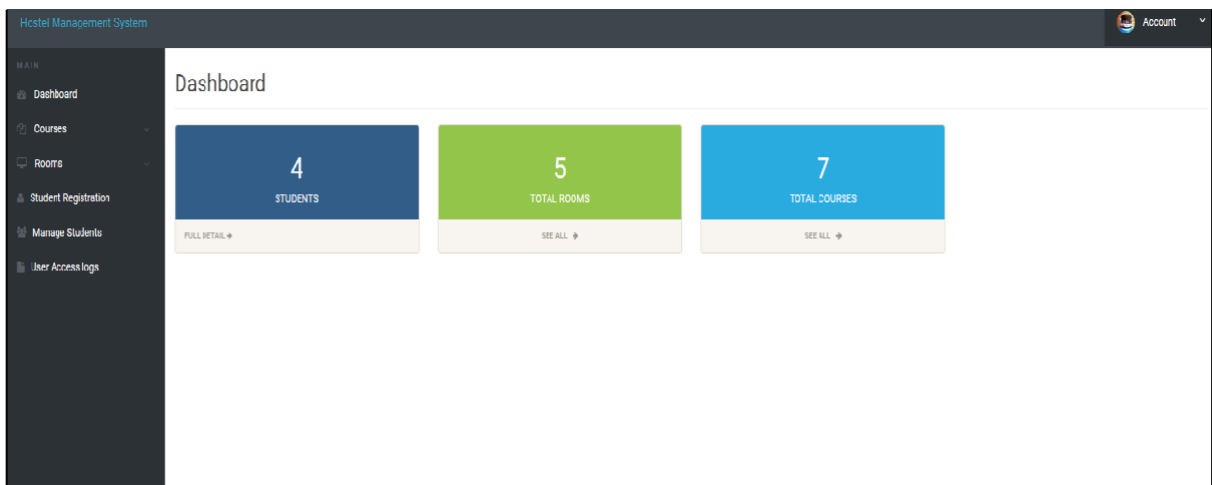 Hostel Management System
Account
MAIN
Dashboard
Courses
Rooms
Student Registration
Manage Students
User Access logs
Dashboard
4
STUDENTS
FULL DETAIL
5
TOTAL ROOMS
SEE ALL
7
TOTAL COURSES
SEE ALL